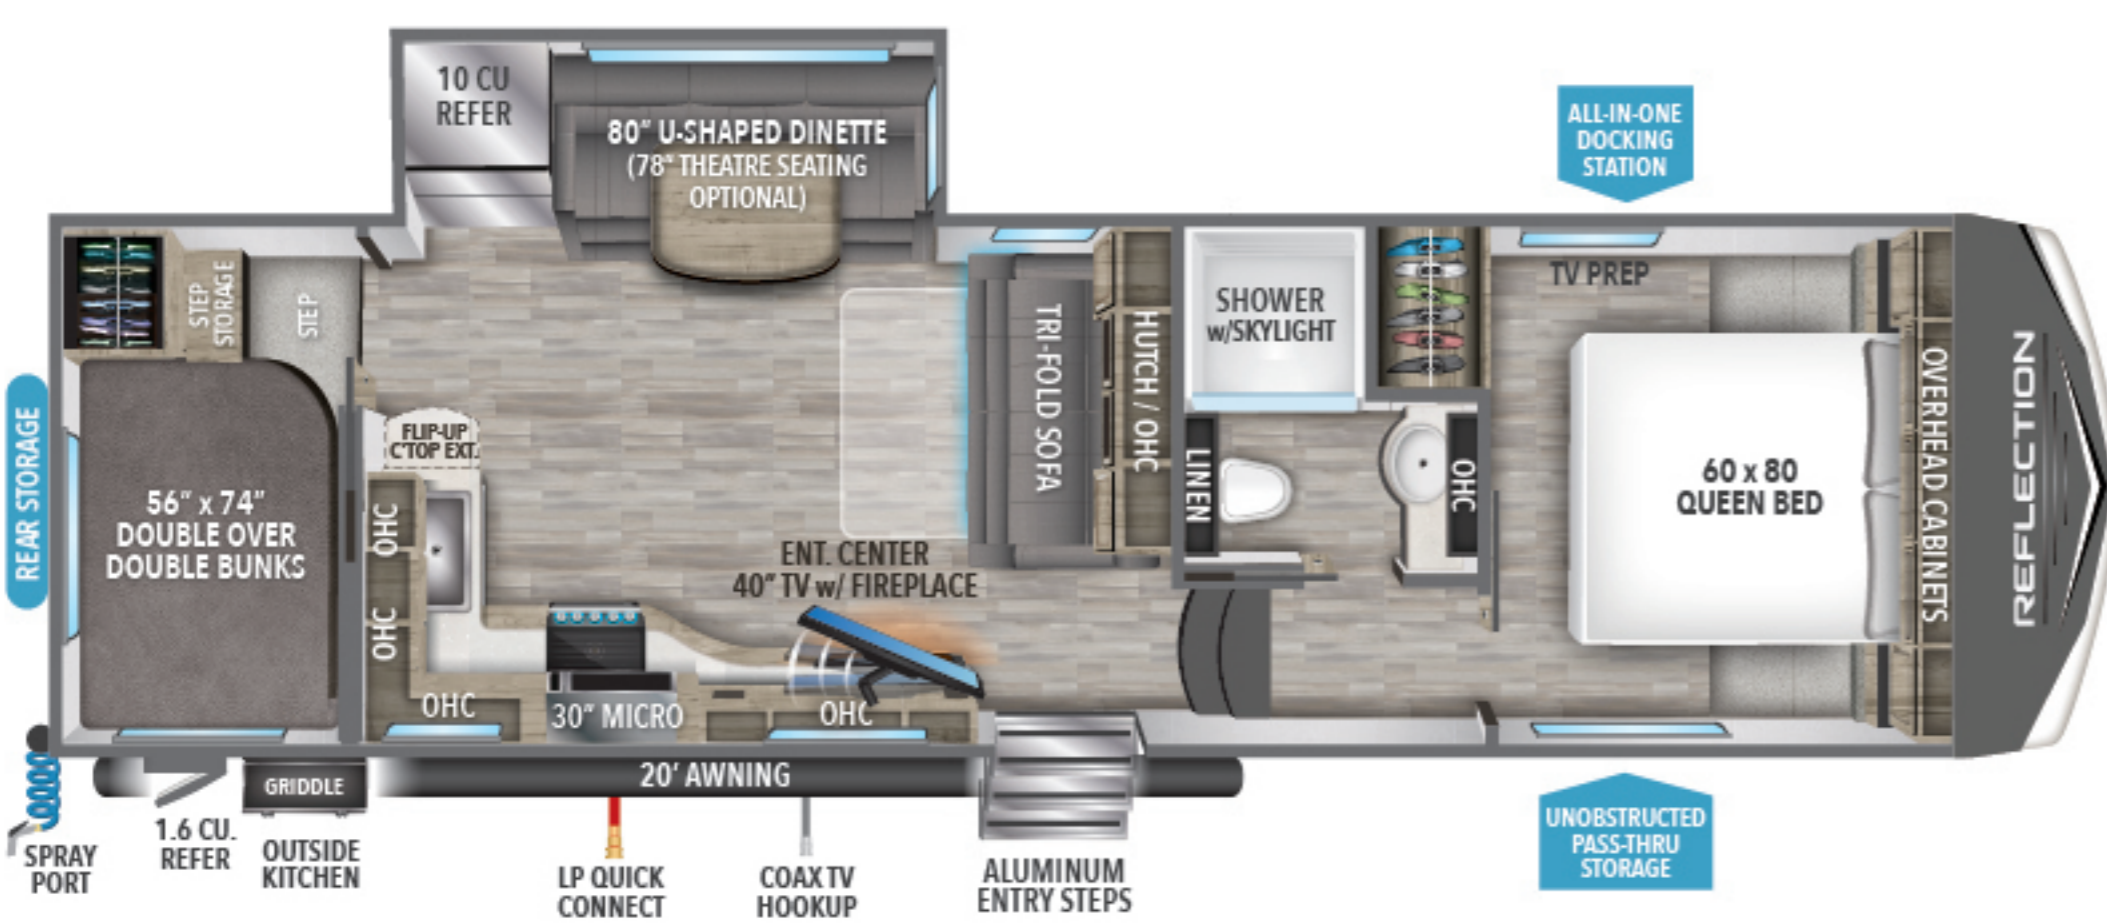 10 CU
REFER
80" U-SHAPED DINETTE
(78" THEATRE SEATING
OPTIONAL)
ALL-IN-ONE
DOCKING
STATION
STEP
STORAGE
STEP
TRI-FOLD SOFA
HUTCH / OHC
SHOWER
w/SKYLIGHT
TV PREP
REAR STORAGE
56" x 74"
DOUBLE OVER
DOUBLE BUNKS
FLIP-UP
C'TOP EXT.
OHC
OHC
OHC
30" MICRO
OHC
ENT. CENTER
40" TV w/ FIREPLACE
LINEN
OHC
60 x 80
QUEEN BED
OVERHEAD CABINETS
REFLECTION
20' AWNING
GRIDDLE
SPRAY
PORT
1.6 CU.
REFER
OUTSIDE
KITCHEN
LP QUICK
CONNECT
COAX TV
HOOKUP
ALUMINUM
ENTRY STEPS
UNOBSTRUCTED
PASS-THRU
STORAGE